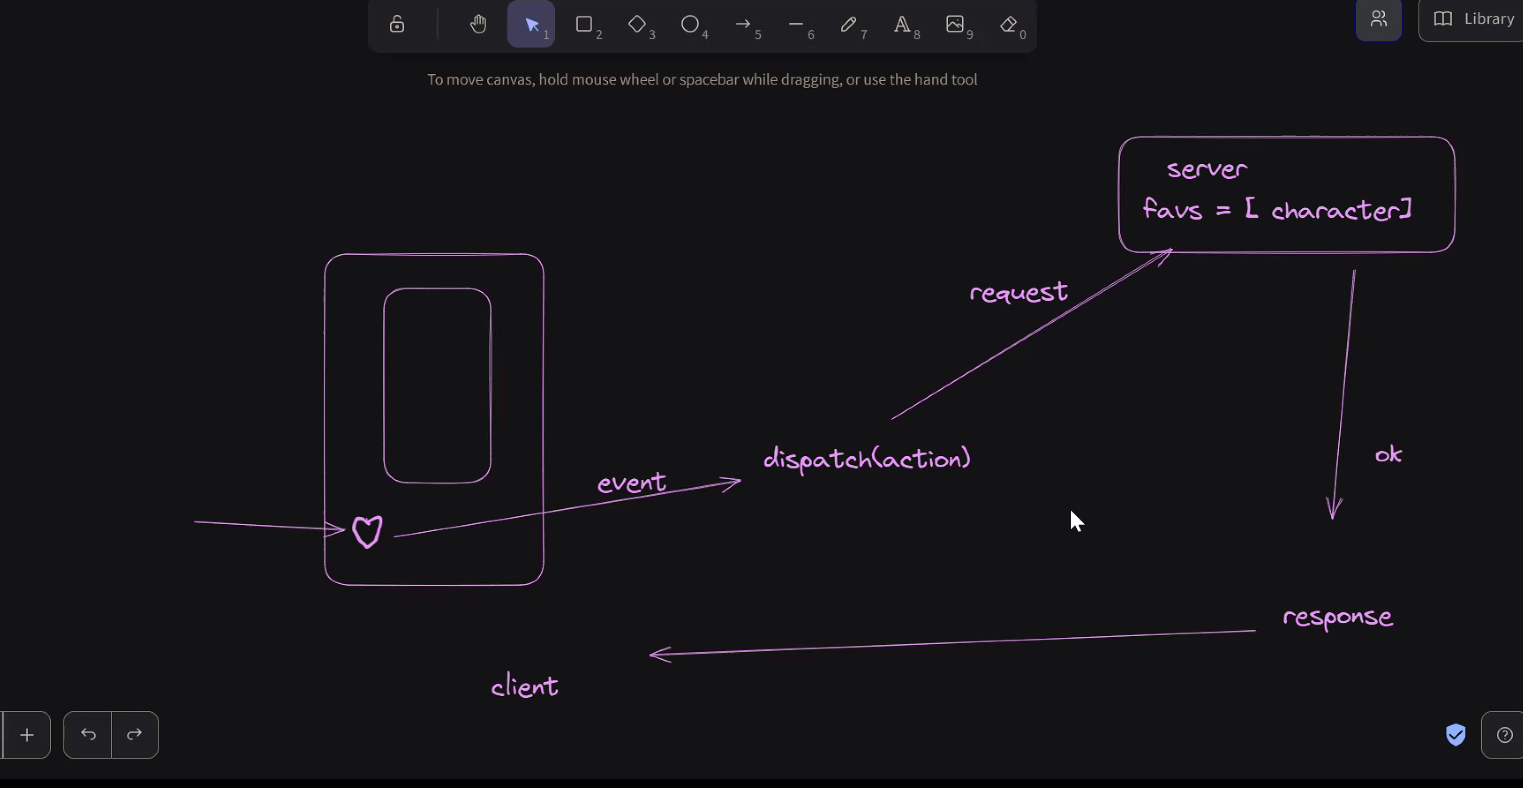 1
2
3
4
5
6
7
A 8
9
0
Library
To move canvas, hold mouse wheel or spacebar while dragging, or use the hand tool
server
favs = [ character]
request
dispatch(action)
event
ok
response
client